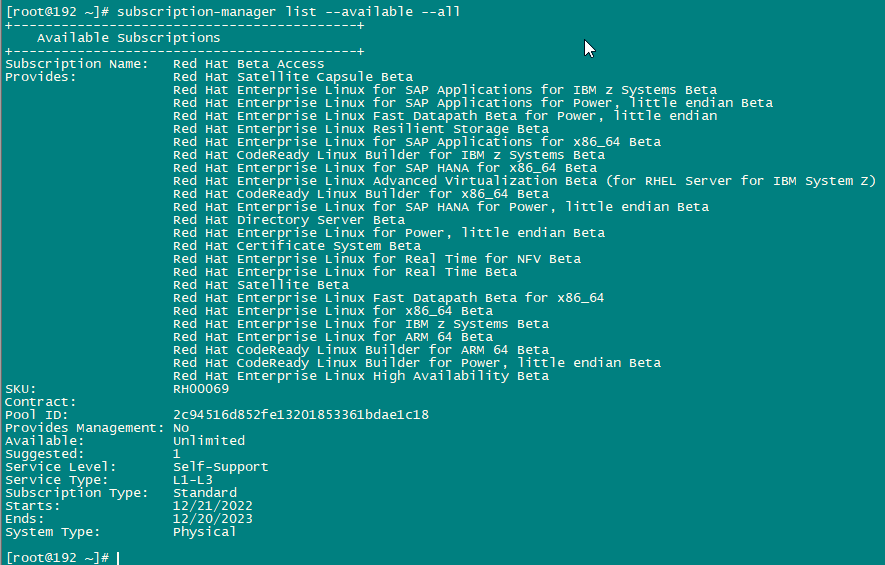 [root@192 ~]# subscription-manager list --available --all
+-------------------------------------------+
    Available Subscriptions
+-------------------------------------------+
Subscription Name:   Red Hat Beta Access
Provides:            Red Hat Satellite Capsule Beta
                     Red Hat Enterprise Linux for SAP Applications for IBM z Systems Beta
                     Red Hat Enterprise Linux for SAP Applications for Power, little endian Beta
                     Red Hat Enterprise Linux Fast Datapath Beta for Power, little endian
                     Red Hat Enterprise Linux Resilient Storage Beta
                     Red Hat Enterprise Linux for SAP Applications for x86_64 Beta
                     Red Hat CodeReady Linux Builder for IBM z Systems Beta
                     Red Hat Enterprise Linux for SAP HANA for x86_64 Beta
                     Red Hat Enterprise Linux Advanced Virtualization Beta (for RHEL Server for IBM System Z)
                     Red Hat CodeReady Linux Builder for x86_64 Beta
                     Red Hat Enterprise Linux for SAP HANA for Power, little endian Beta
                     Red Hat Directory Server Beta
                     Red Hat Enterprise Linux for Power, little endian Beta
                     Red Hat Certificate System Beta
                     Red Hat Enterprise Linux for Real Time for NFV Beta
                     Red Hat Enterprise Linux for Real Time Beta
                     Red Hat Satellite Beta
                     Red Hat Enterprise Linux Fast Datapath Beta for x86_64
                     Red Hat Enterprise Linux for x86_64 Beta
                     Red Hat Enterprise Linux for IBM z Systems Beta
                     Red Hat Enterprise Linux for ARM 64 Beta
                     Red Hat CodeReady Linux Builder for ARM 64 Beta
                     Red Hat CodeReady Linux Builder for Power, little endian Beta
                     Red Hat Enterprise Linux High Availability Beta
SKU:                 RH00069
Contract:
Pool ID:             2c94516d852fe13201853361bdae1c18
Provides Management: No
Available:           Unlimited
Suggested:           1
Service Level:       Self-Support
Service Type:        L1-L3
Subscription Type:   Standard
Starts:              12/21/2022
Ends:                12/20/2023
System Type:         Physical
[root@192 ~]#